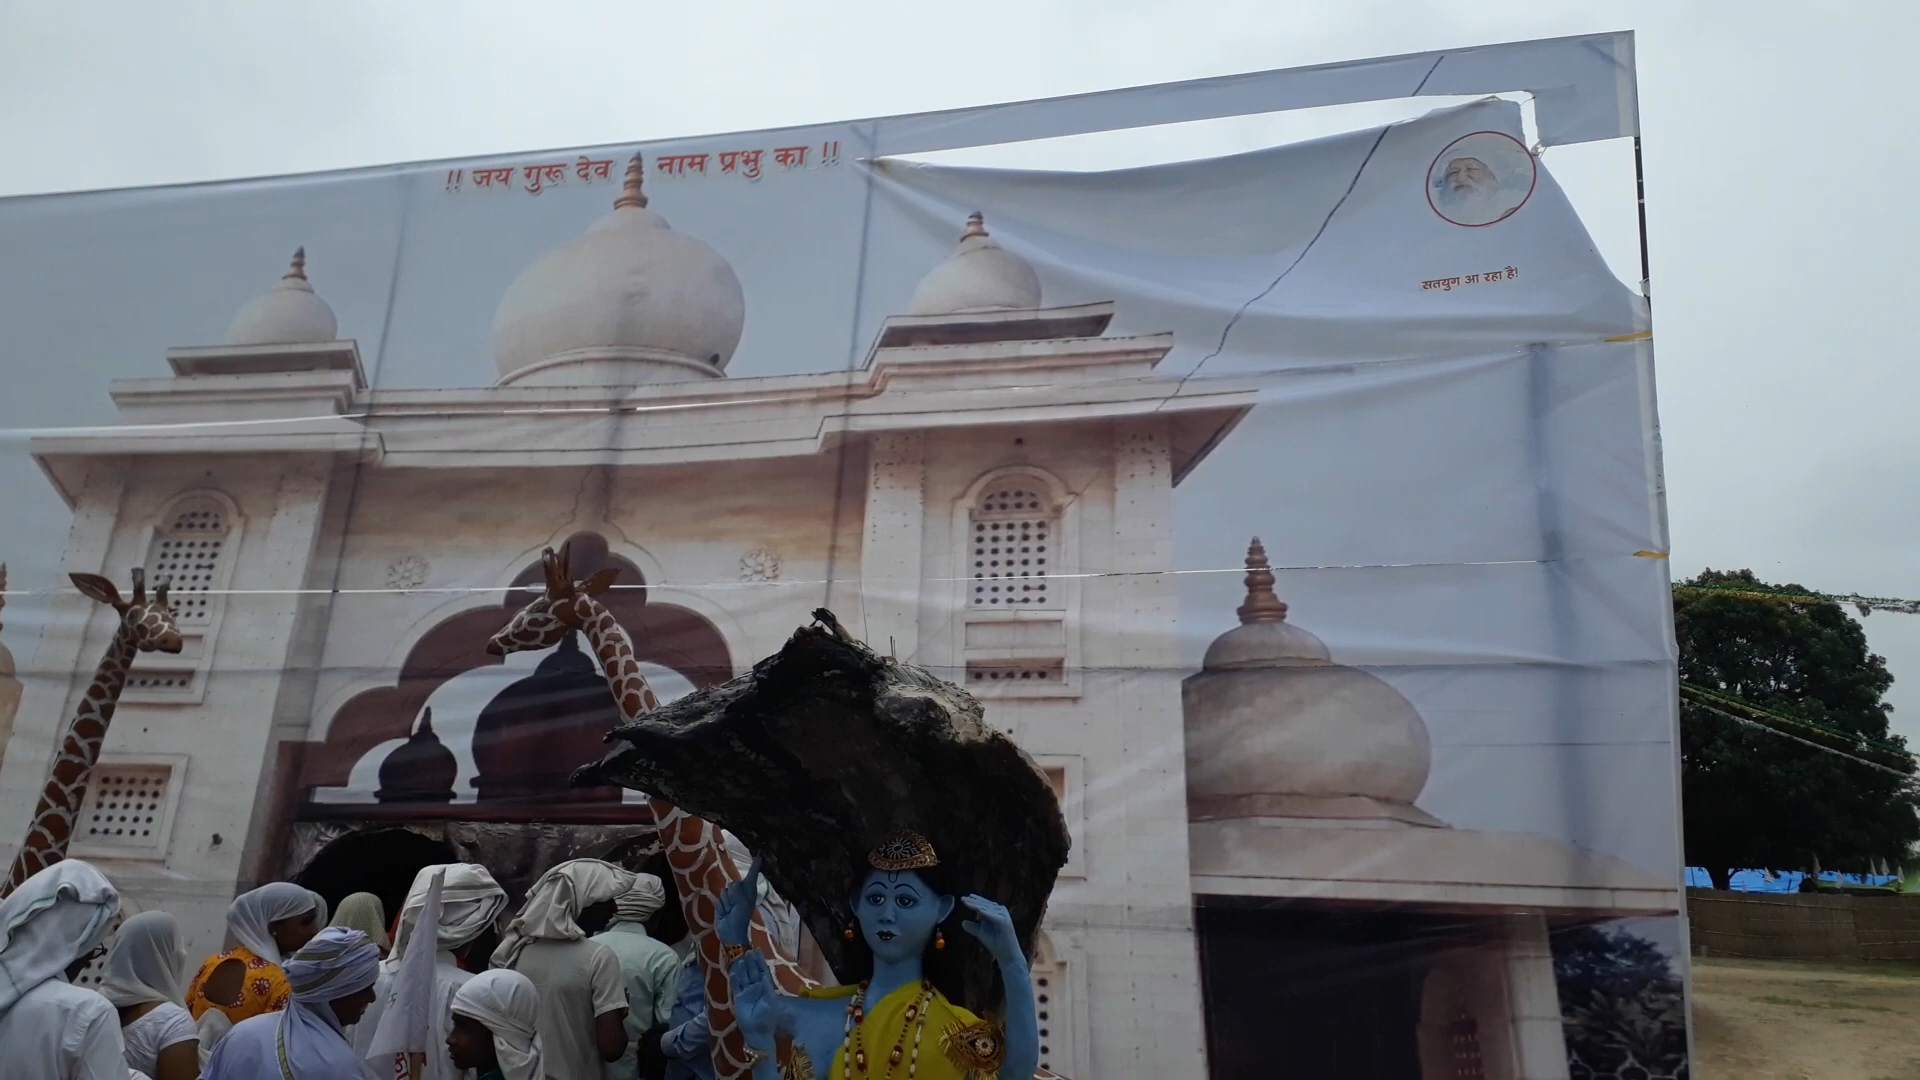 !! जय गुरू देव नाम प्रभु का !!
सतयुग आ रहा है!